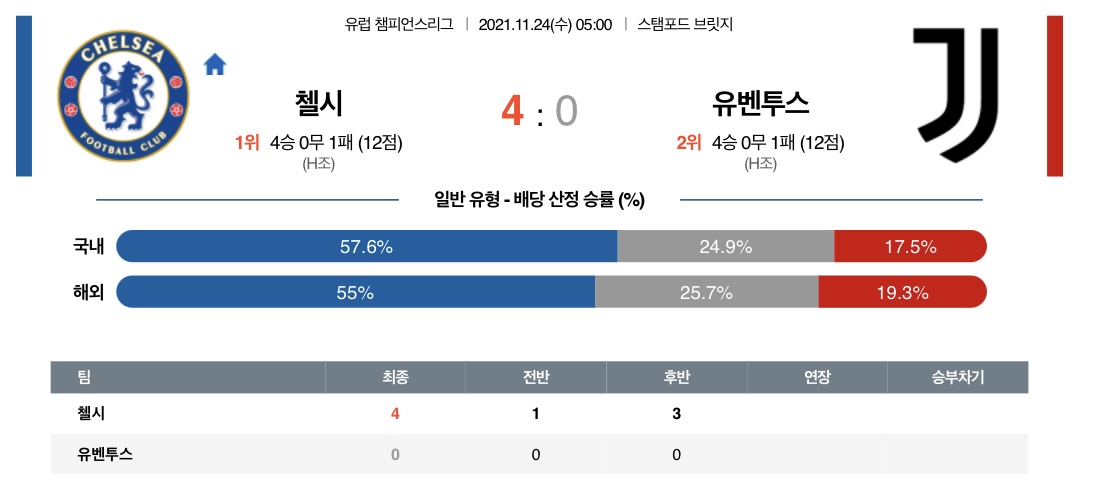 유럽 챔피언스리그 | 2021.11.24(수) 05:00 | 스탬포드 브릿지
CHELSEA
FOOTBALL CLUB
첼시
4 : 0
유벤투스
1위 4승 0무 1패 (12점)
(H조)
2위 4승 0무 1패 (12점)
(H조)
일반 유형 - 배당 산정 승률 (%)
국내 57.6% 24.9% 17.5%
해외 55% 25.7% 19.3%
팀 최종 전반 후반 연장 승부차기
첼시 4 1 3
유벤투스 0 0 0